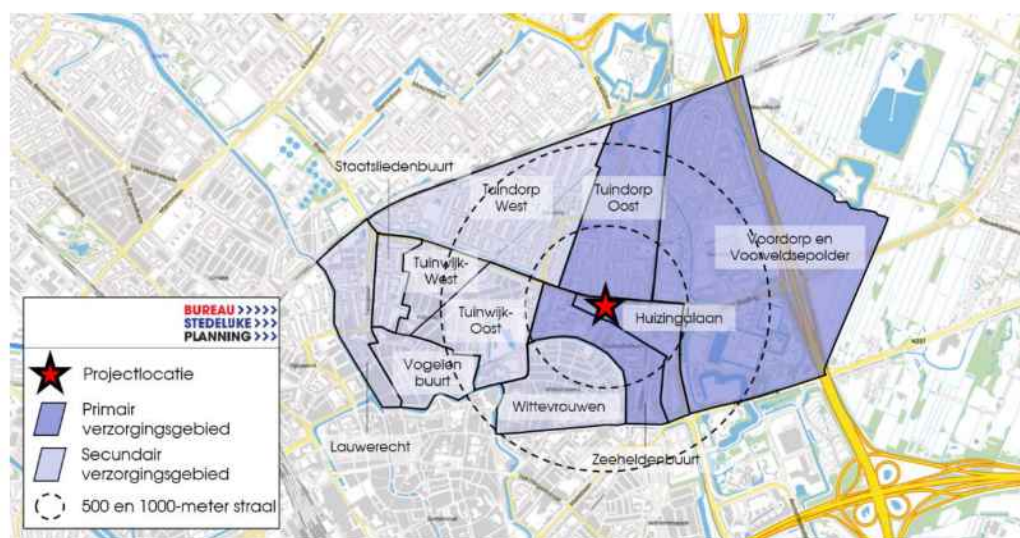 Staatsliedenbuurt
Tuindorp
West
Tuindorp
Oost
Voordorp en
Voorveldsepolder
Tuinwijk-
West
Tuinwijk-
Oost
Huizingalaan
Vogelen
buurt
Wittevrouwen
Lauwerecht
Zeeheldenbuurt
BUREAU >>>>>
STEDELIJKE >>>
PLANNING >>>
Projectlocatie
Primair
verzorgingsgebied
Secundair
verzorgingsgebied
500 en 1000-meter straal